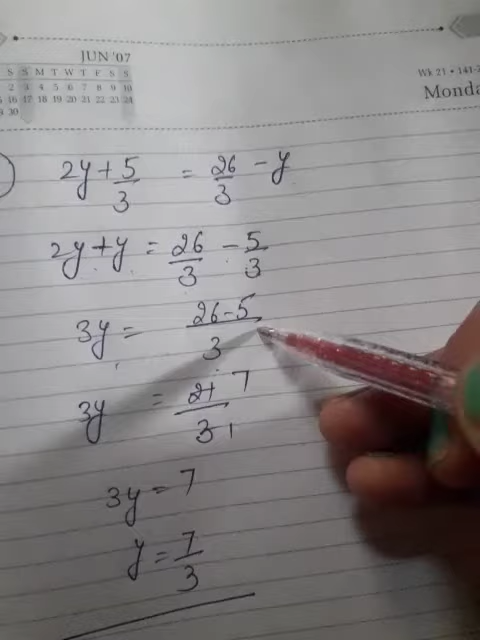 JUN '07
S S M T W T F S S
2 3 4 5 6 7 8 9 10
16 17 18 19 20 21 22 23 24
30
Wk 21 • 141-2
Monda
2y + 5/3 = 26/3 - y
2y + y = 26/3 - 5/3
3y = 26-5/3
3y = 21 7/3 1
3y = 7
y = 7/3